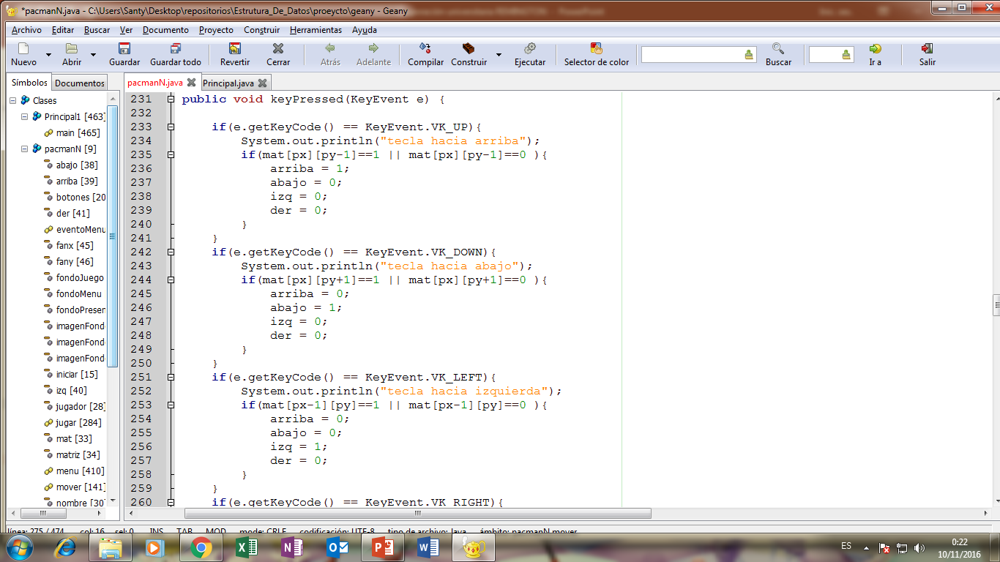 *pacmanN.java - C:\Users\Santy\Desktop\repositorios\Estrutura_De_Datos\proeycto\geany - Geany
Archivo Editar Buscar Ver Documento Proyecto Construir Herramientas Ayuda
Nuevo Abrir Guardar Guardar todo Revertir Cerrar Atrás Adelante Compilar Construir Ejecutar Selector de color Buscar Ir a Salir
Símbolos Documentos
Clases
Principal1 [463]
main [465]
pacmanN [9]
abajo [38]
arriba [39]
botones [20
der [41]
eventoMenu
fanx [45]
fany [46]
fondoJuego
fondoMenu
fondoPresen
imagenFond
imagenFond
imagenFond
iniciar [15]
izq [40]
jugador [28]
jugar [284]
mat [33]
matriz [34]
menu [410]
mover [141]
nombre [30]
pacmanN.java Principal.java
231 public void keyPressed(KeyEvent e) {
232
233 if(e.getKeyCode() == KeyEvent.VK_UP){
234 System.out.println("tecla hacia arriba");
235 if(mat[px][py-1]==1 || mat[px][py-1]==0 ){
236 arriba = 1;
237 abajo = 0;
238 izq = 0;
239 der = 0;
240 }
241 }
242 if(e.getKeyCode() == KeyEvent.VK_DOWN){
243 System.out.println("tecla hacia abajo");
244 if(mat[px][py+1]==1 || mat[px][py+1]==0 ){
245 arriba = 0;
246 abajo = 1;
247 izq = 0;
248 der = 0;
249 }
250 }
251 if(e.getKeyCode() == KeyEvent.VK_LEFT){
252 System.out.println("tecla hacia izquierda");
253 if(mat[px-1][py]==1 || mat[px-1][py]==0 ){
254 arriba = 0;
255 abajo = 0;
256 izq = 1;
257 der = 0;
258 }
259 }
260 if(e.getKeyCode() == KeyEvent.VK_RIGHT){
línea: 275 / 474 col: 16 sel: 0 INS TAB MOD mode: CRLF codificación: UTF-8 tipo de archivo: Java ámbito: pacmanN.mover
ES 0:22
10/11/2016